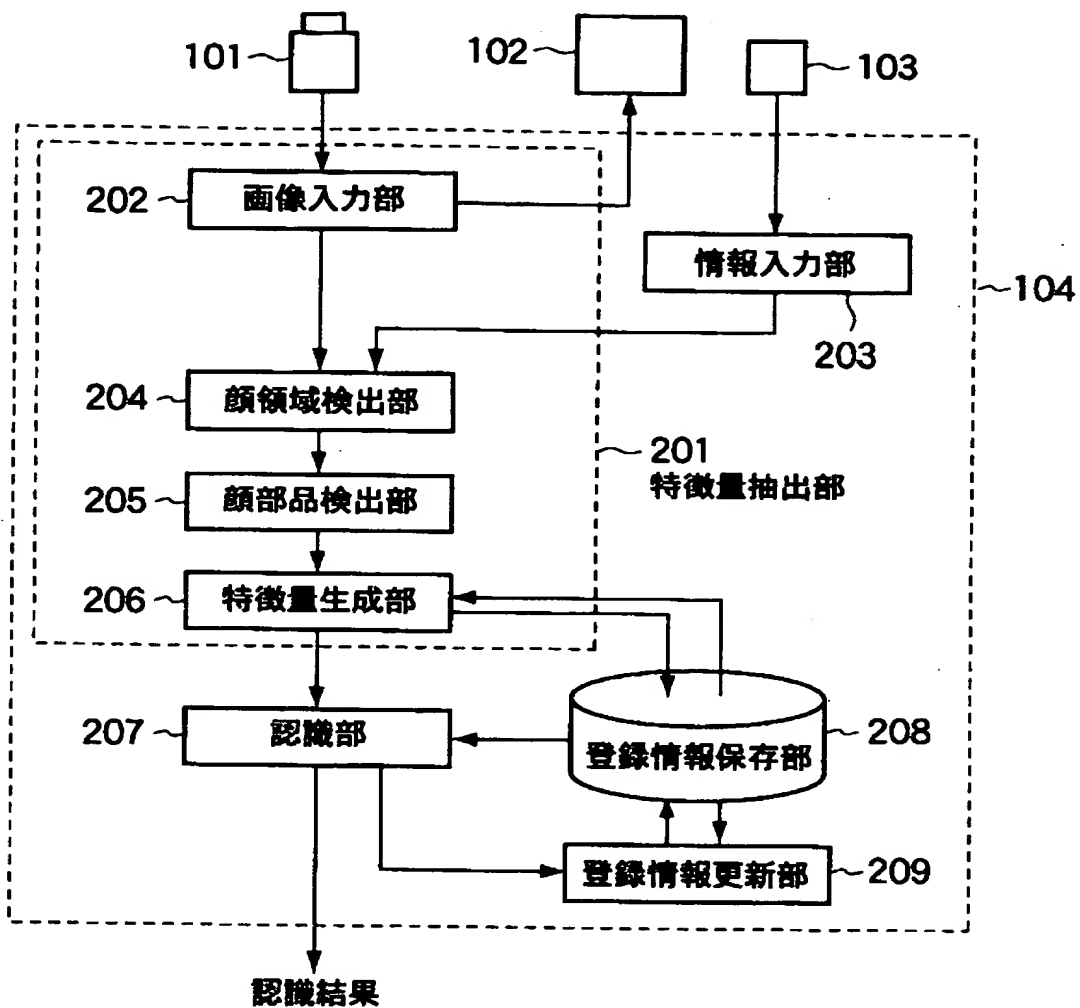 101
102
103
202
画像入力部
情報入力部
104
203
204
顔領域検出部
201
特徴量抽出部
205
顔部品検出部
206
特徴量生成部
207
認識部
208
登録情報保存部
登録情報更新部
209
認識結果